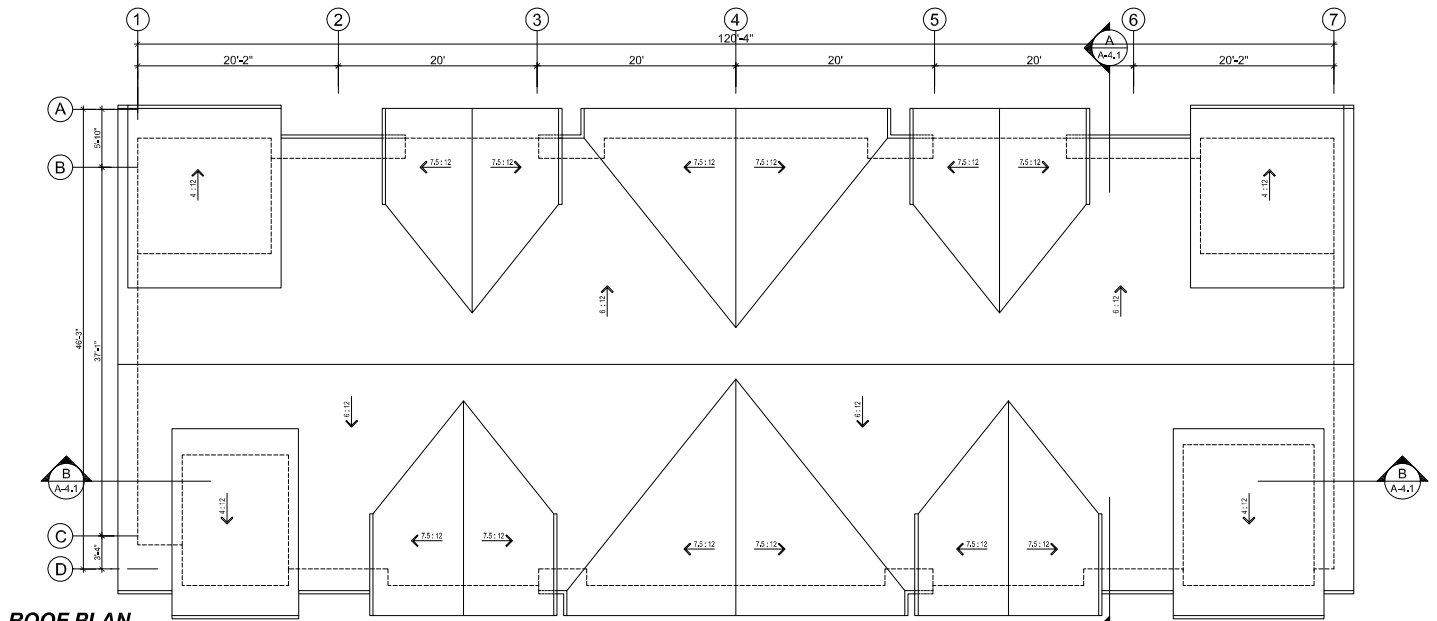 1 2 3 4 5 6 7
120'-4"
20'-2" 20' 20' 20' 20' 20'-2"
A
A-4.1
A
5'-10"
B
7.5 : 12 7.5 : 12 7.5 : 12 7.5 : 12 7.5 : 12 7.5 : 12
4 : 12 4 : 12
6 : 12 6 : 12
46'-3"
37'-1"
6 : 12 6 : 12
B
A-4.1
B
A-4.1
4 : 12 4 : 12
C
7.5 : 12 7.5 : 12 7.5 : 12 7.5 : 12 7.5 : 12 7.5 : 12
3'-4"
D
ROOF PLAN